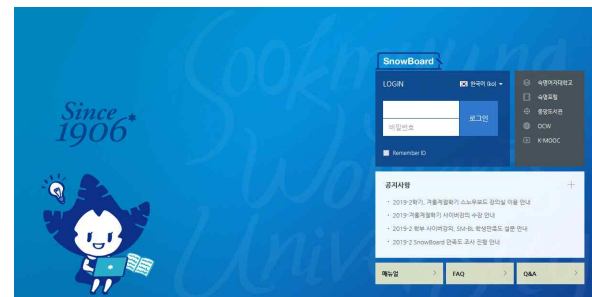 Sookmyung
Women's
University
Since
1906
SnowBoard
LOGIN
한국어 (ko)
비밀번호
로그인
Remember ID
숙명여자대학교
숙명포털
중앙도서관
OCW
K-MOOC
공지사항
2019-2학기, 겨울계절학기 스노우보드 강의실 이용 안내
2019-겨울계절학기 사이버강의 수강 안내
2019-2 학부 사이버강의, SM-BL 학생만족도 설문 안내
2019-2 SnowBoard 만족도 조사 진행 안내
매뉴얼
FAQ
Q&A